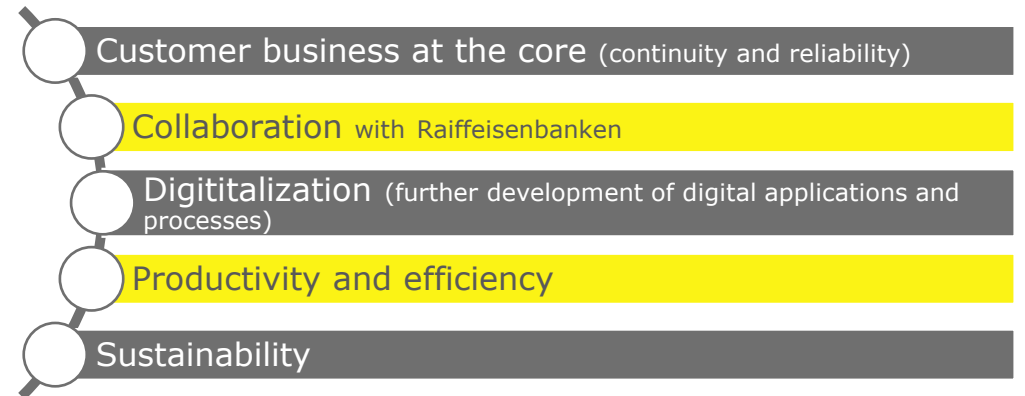 Customer business at the core (continuity and reliability)
Collaboration with Raiffeisenbanken
Digititalization (further development of digital applications and
processes)
Productivity and efficiency
Sustainability